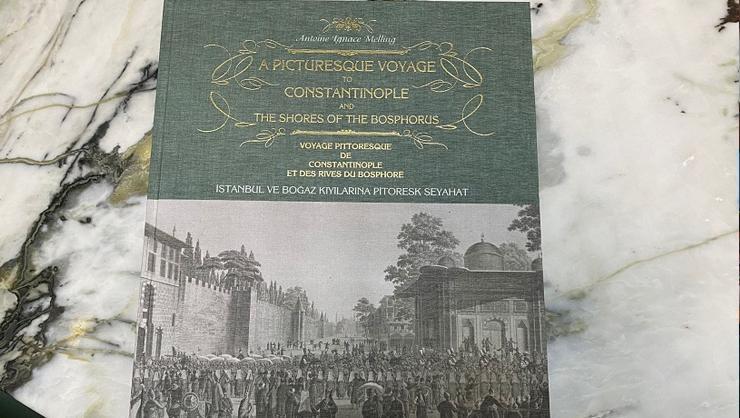 Antoine Ignace Melling
A PICTURESQUE VOYAGE
TO
CONSTANTINOPLE
AND
THE SHORES OF THE BOSPHORUS
VOYAGE PITTORESQUE
DE
CONSTANTINOPLE
ET DES RIVES DU BOSPHORE
İSTANBUL VE BOĞAZ KIYILARINA PİTORESK SEYAHAT